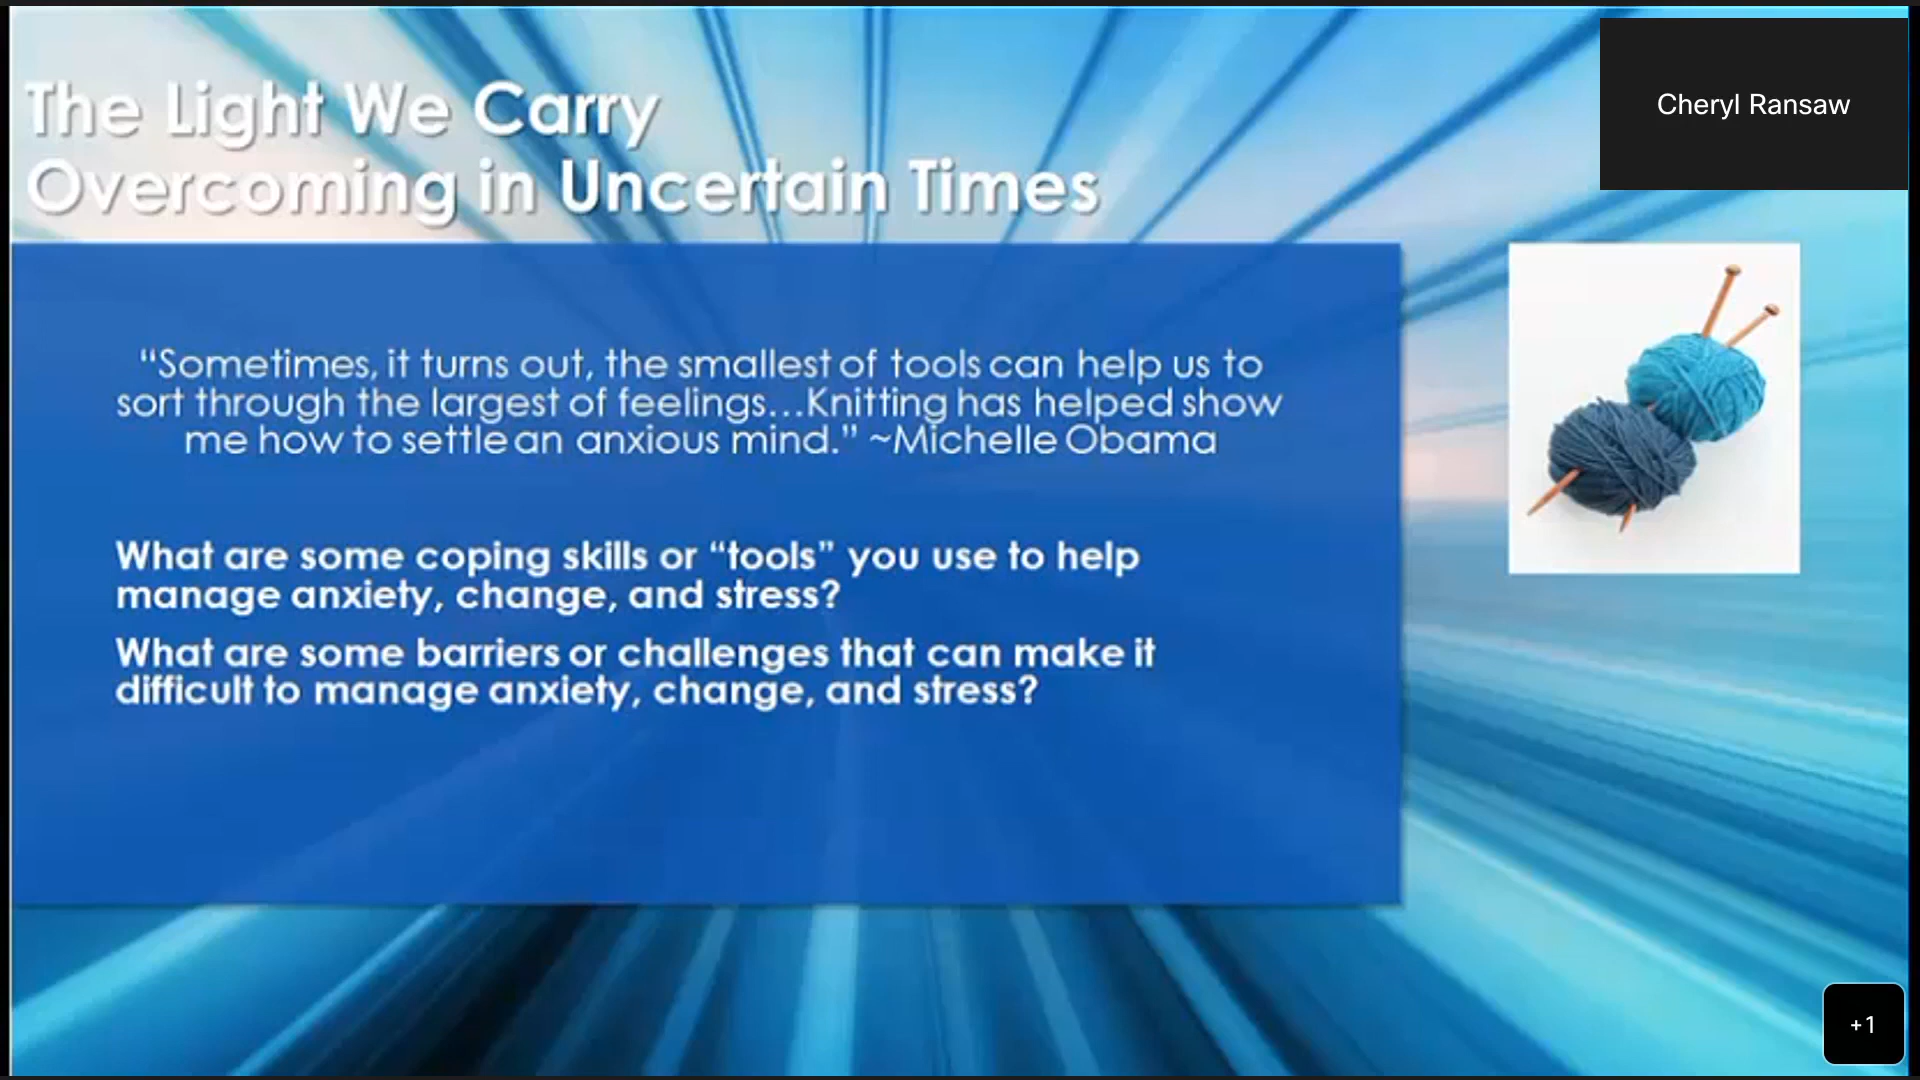 The Light We Carry
Overcoming in Uncertain Times
Cheryl Ransaw
“Sometimes, it turns out, the smallest of tools can help us to
sort through the largest of feelings…Knitting has helped show
me how to settle an anxious mind.” ~Michelle Obama
What are some coping skills or “tools” you use to help
manage anxiety, change, and stress?
What are some barriers or challenges that can make it
difficult to manage anxiety, change, and stress?
+1